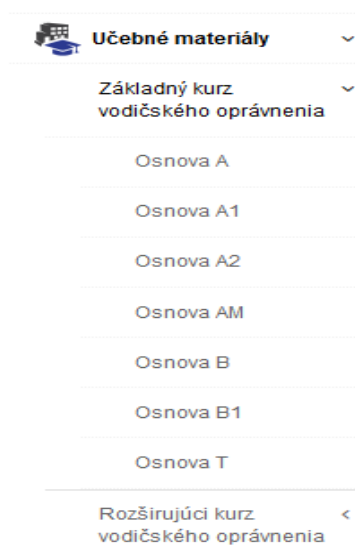 Učebné materiály
Základný kurz
vodičského oprávnenia
Osnova A
Osnova A1
Osnova A2
Osnova AM
Osnova B
Osnova B1
Osnova T
Rozširujúci kurz
vodičského oprávnenia